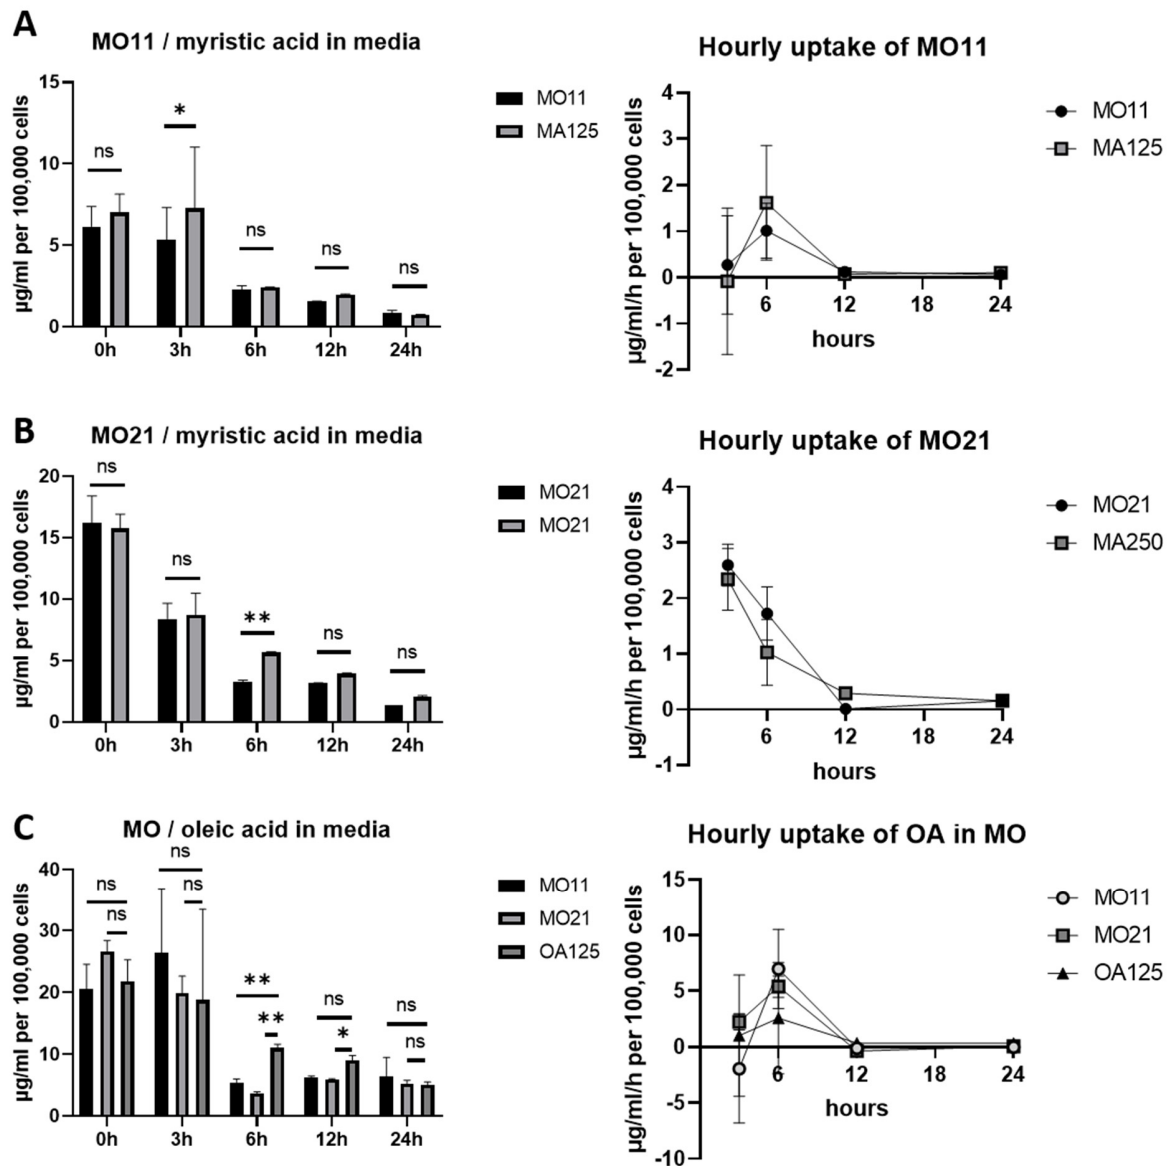 A
MO11 / myristic acid in media
µg/ml per 100,000 cells
15
10
5
0
ns
*
ns
ns
ns
0h 3h 6h 12h 24h
MO11
MA125
Hourly uptake of MO11
µg/ml/h per 100,000 cells
4
3
2
1
0
-1
-2
6 12 18 24
hours
MO11
MA125
B
MO21 / myristic acid in media
µg/ml per 100,000 cells
20
15
10
5
0
ns
ns
**
ns
ns
0h 3h 6h 12h 24h
MO21
MO21
Hourly uptake of MO21
µg/ml/h per 100,000 cells
4
3
2
1
0
-1
6 12 18 24
hours
MO21
MA250
C
MO / oleic acid in media
µg/ml per 100,000 cells
40
30
20
10
0
ns
ns
ns
ns
**
**
ns
*
ns
ns
0h 3h 6h 12h 24h
MO11
MO21
OA125
Hourly uptake of OA in MO
µg/ml/h per 100,000 cells
15
10
5
0
-5
-10
6 12 18 24
hours
MO11
MO21
OA125